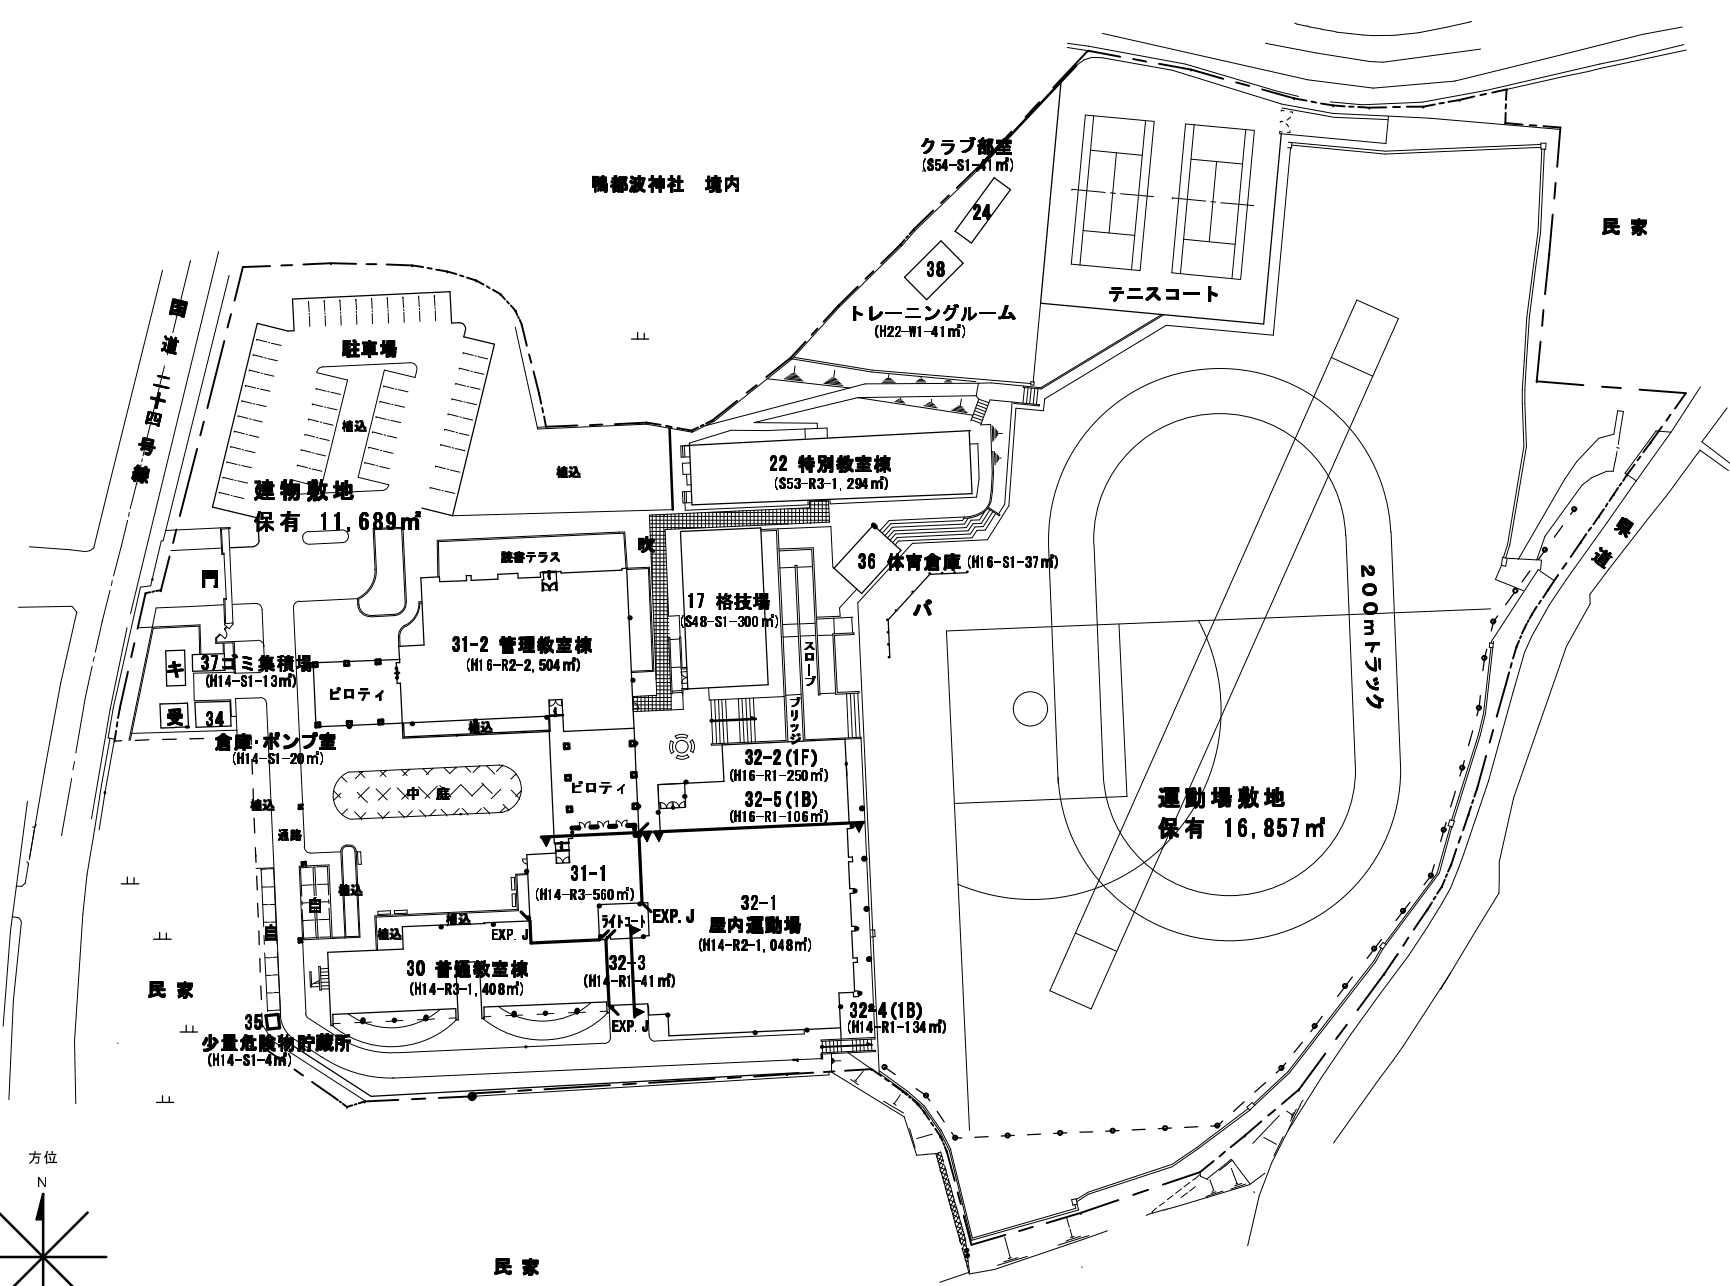 クラブ部室
(S54-S1-41㎡)
鴨都波神社　境内
24
民 家
38
テニスコート
トレーニングルーム
(H22-W1-41㎡)
国道二十四号線
駐車場
植込
22 特別教室棟
(S53-R3-1,294㎡)
植込
建物敷地
保有 11,689㎡
県道
吹
読書テラス
36 体育倉庫 (H16-S1-37㎡)
門
200mトラック
17 格技場
(S48-S1-300㎡)
パ
31-2 管理教室棟
(H16-R2-2,504㎡)
スロープ
キ
37ゴミ集積場
(H14-S1-13㎡)
ピロティ
受
34
ブリッジ
植込
倉庫・ポンプ室
(H14-S1-20㎡)
32-2(1F)
(H16-R1-250㎡)
中 庭
ピロティ
32-5(1B)
(H16-R1-106㎡)
運動場敷地
保有 16,857㎡
植込
通路
31-1
(H14-R3-560㎡)
植込
自
32-1
屋内運動場
(H14-R2-1,048㎡)
EXP.J
ライトコート
植込
植込
EXP.J
自
30 普通教室棟
(H14-R3-1,408㎡)
32-3
(H14-R1-41㎡)
民 家
32-4(1B)
(H14-R1-134㎡)
35
EXP.J
少量危険物貯蔵所
(H14-S1-4㎡)
方位
N
民 家